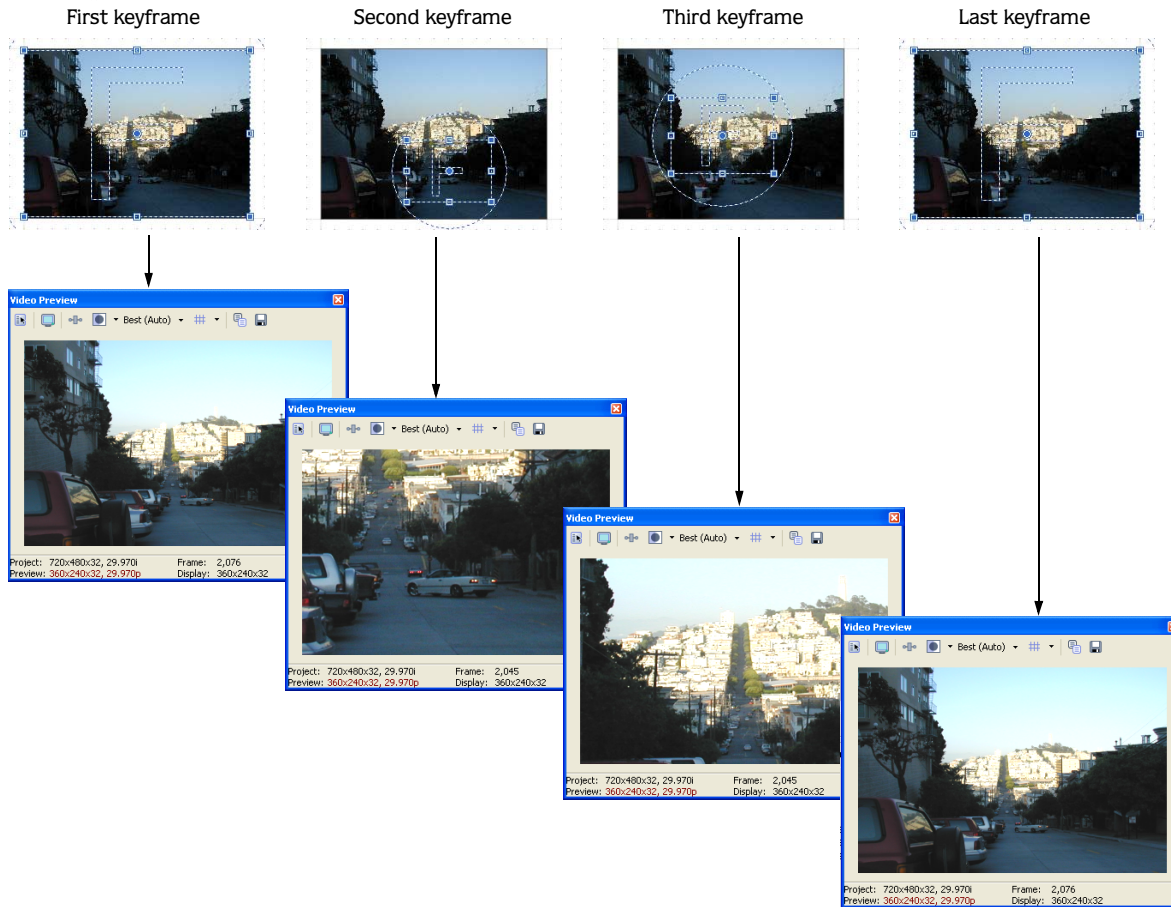 First keyframe
Second keyframe
Third keyframe
Last keyframe
Video Preview
Best (Auto)
Project: 720x480x32, 29.970i Frame: 2,076
Preview: 360x240x32, 29.970p Display: 360x240x32
Video Preview
Best (Auto)
Project: 720x480x32, 29.970i Frame: 2,045
Preview: 360x240x32, 29.970p Display: 360x240x32
Video Preview
Best (Auto)
Project: 720x480x32, 29.970i Frame: 2,045
Preview: 360x240x32, 29.970p Display: 360x240x32
Video Preview
Best (Auto)
Project: 720x480x32, 29.970i Frame: 2,076
Preview: 360x240x32, 29.970p Display: 360x240x32